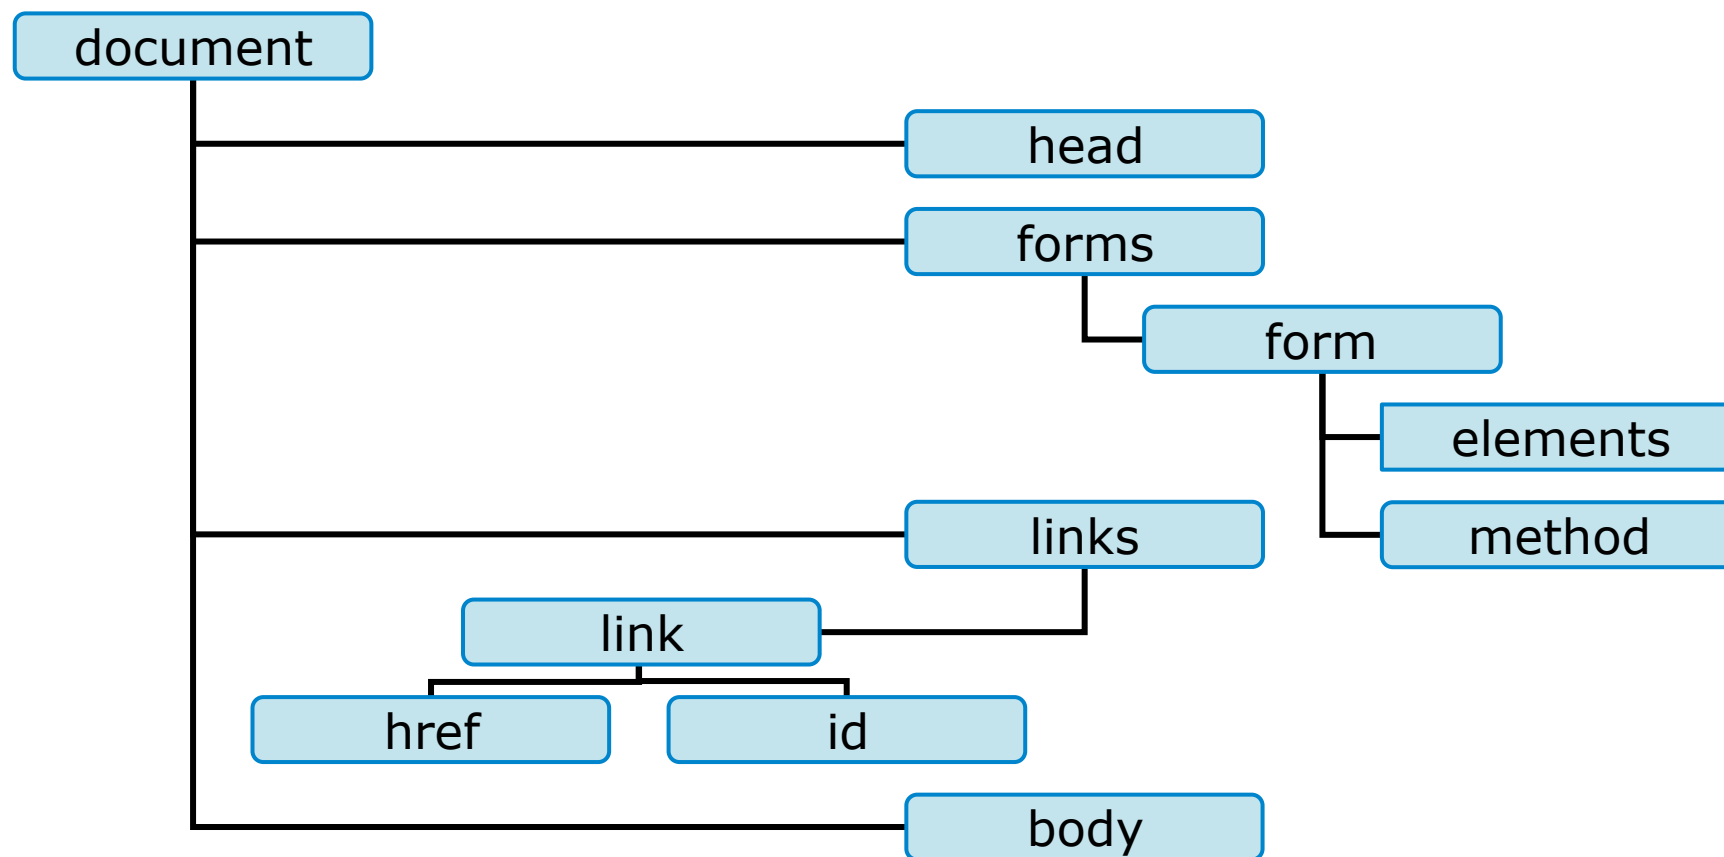 document
head
forms
form
elements
links
method
link
href
id
body